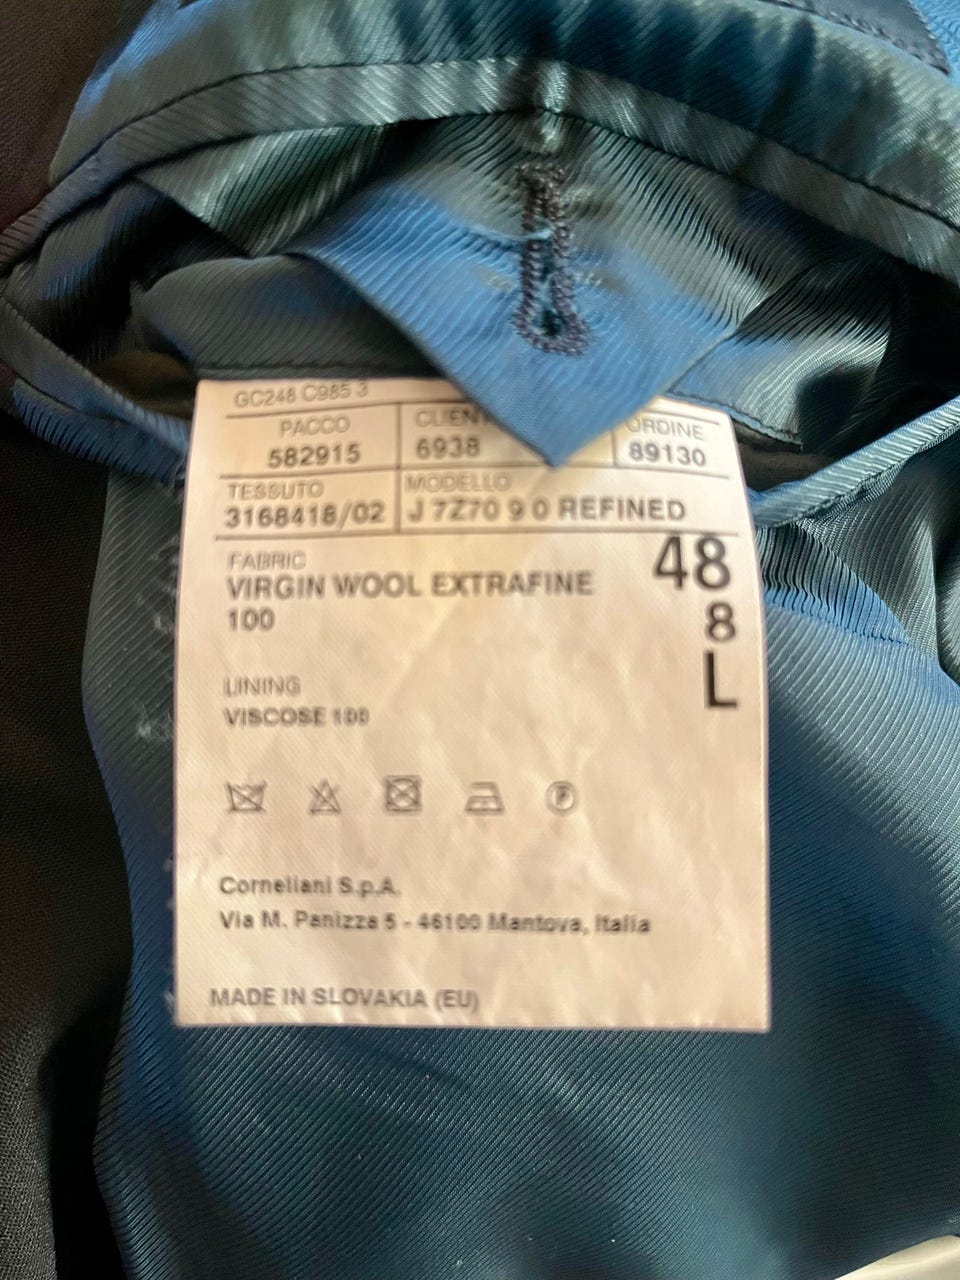 GC248 C985 3
PACCO CLIENT ORDINE
582915 6938 89130
TESSUTO MODELLO
3168418/02 J 7Z70 9 0 REFINED
FABRIC
VIRGIN WOOL EXTRAFINE
100
48
8
L
LINING
VISCOSE 100
P
Corneliani S.p.A.
Via M. Panizza 5 - 46100 Mantova, Italia
MADE IN SLOVAKIA (EU)